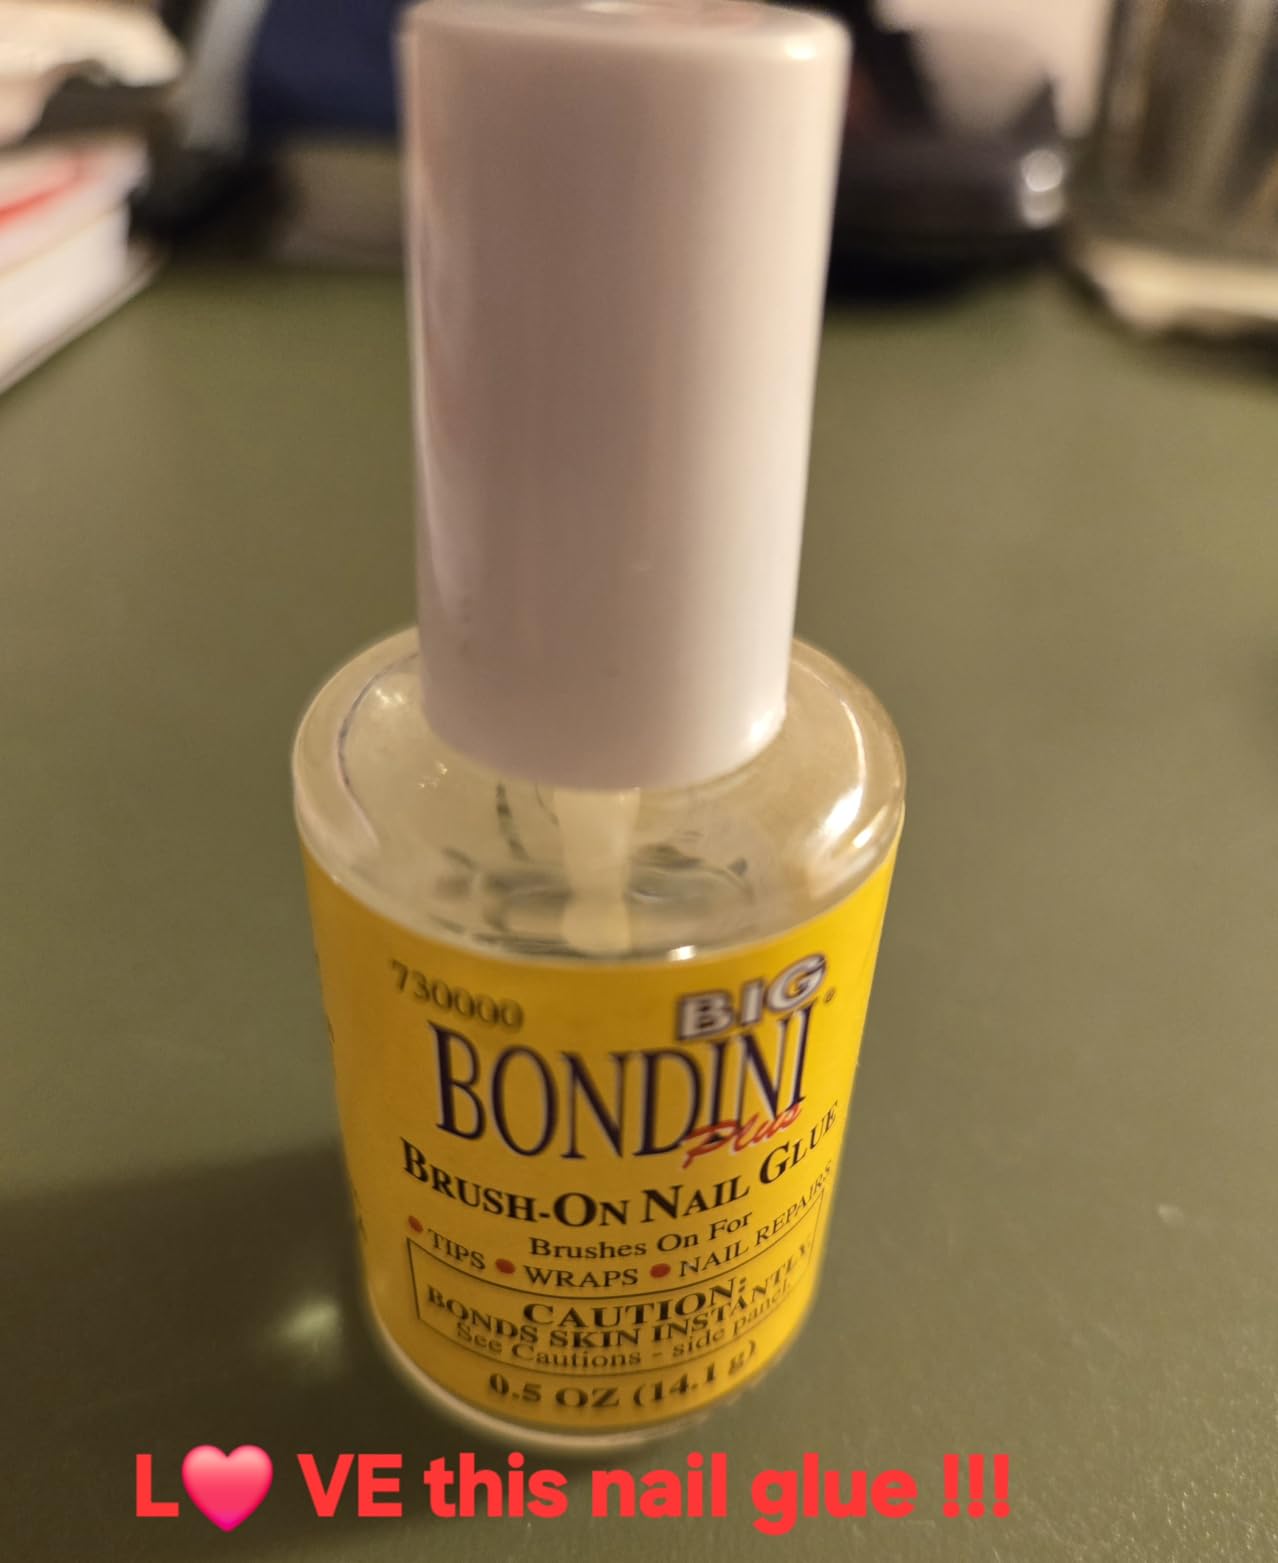 730000
BIG
BONDINI®
Plus
BRUSH-ON NAIL GLUE
Brushes On For
• TIPS • WRAPS • NAIL REPAIRS
CAUTION:
BONDS SKIN INSTANTLY
See Cautions - side panel.
0.5 OZ (14.1 g)
L💗 VE this nail glue !!!